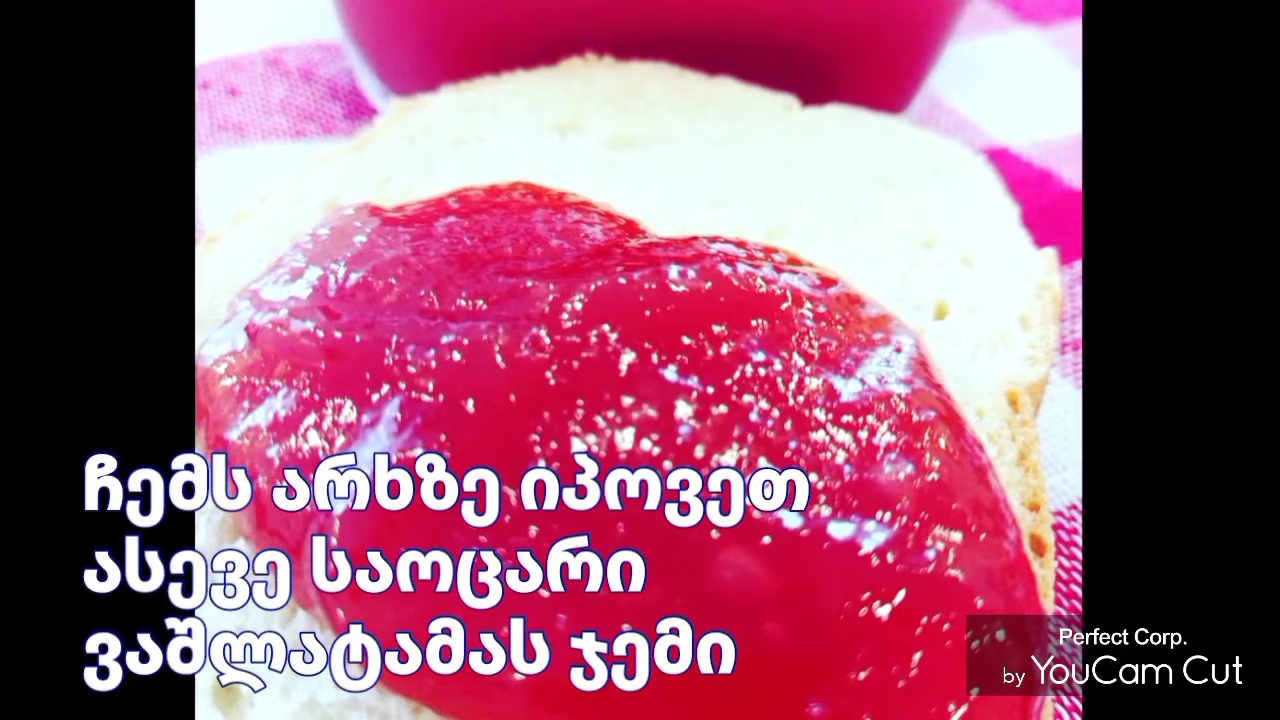 ჩემს არხზე იპოვეთ
ასევე საოცარი
ვაშლატამას ჯემი
Perfect Corp.
by YouCam Cut